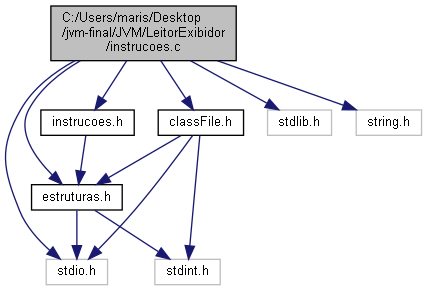 C:/Users/maris/Desktop
/jvm-final/JVM/LeitorExibidor
/instrucoes.c
instrucoes.h
classFile.h
stdlib.h
string.h
estruturas.h
stdio.h
stdint.h